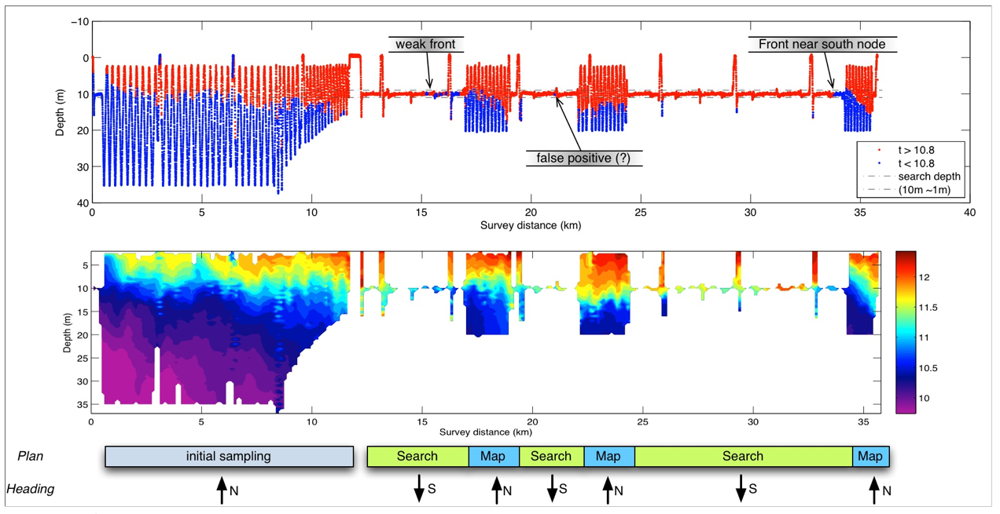 −10
0
10
20
30
40
Depth (m)
weak front
Front near south node
false positive (?)
t > 10.8
t < 10.8
search depth
(10m ~1m)
0 5 10 15 20 25 30 35 40
Survey distance (km)
5
10
15
20
25
30
35
Depth (m)
12
11.5
11
10.5
10
0 5 10 15 20 25 30 35
Survey distance (km)
Plan initial sampling Search Map Search Map Search Map
Heading N S N S N S N